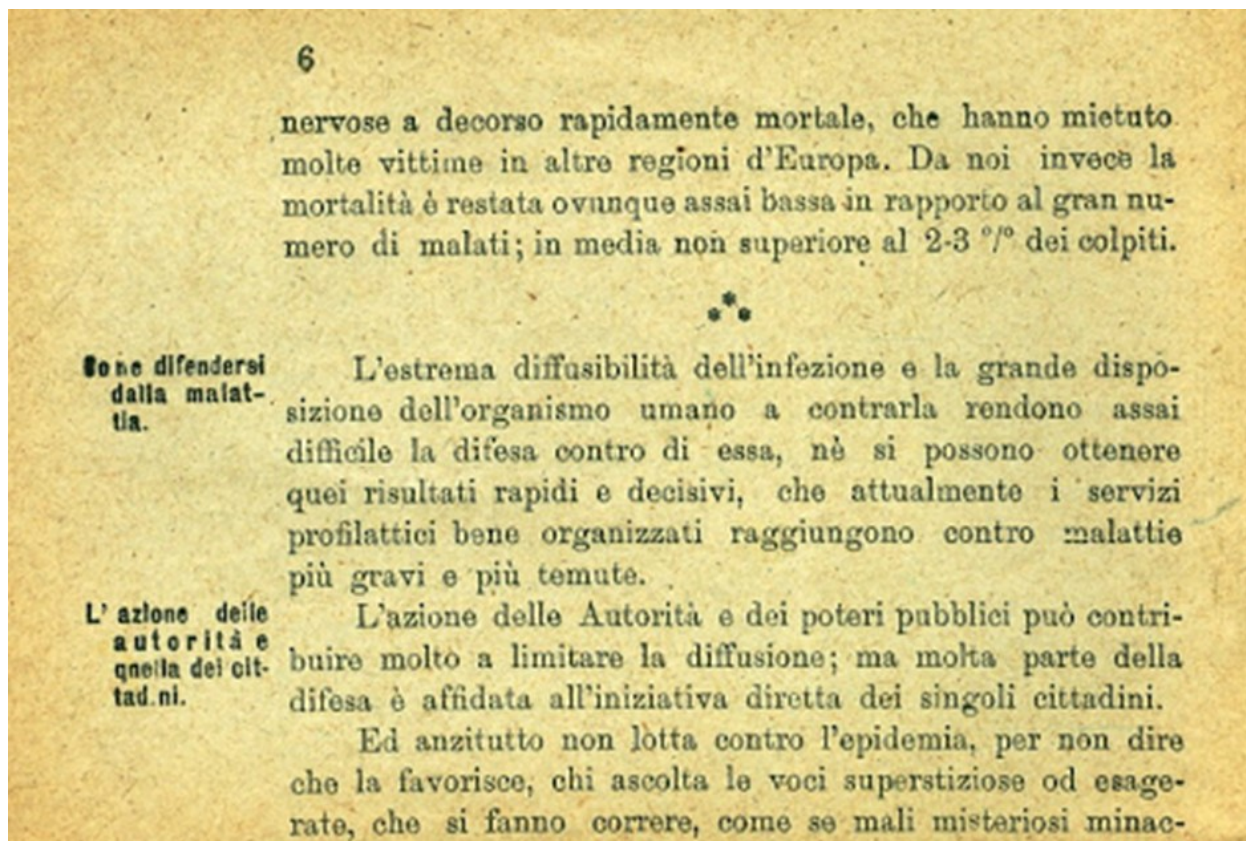 6
nervose a decorso rapidamente mortale, che hanno mietuto
molte vittime in altre regioni d'Europa. Da noi invece la
mortalità è restata ovunque assai bassa in rapporto al gran nu-
mero di malati; in media non superiore al 2-3 °/° dei colpiti.
***
Come difendersi
dalla malat-
tia.
L'estrema diffusibilità dell'infezione e la grande dispo-
sizione dell'organismo umano a contrarla rendono assai
difficile la difesa contro di essa, nè si possono ottenere
quei risultati rapidi e decisivi, che attualmente i servizi
profilattici bene organizzati raggiungono contro malattie
più gravi e più temute.
L' azione delle
autorità e
quella dei cit-
tad.ni.
L'azione delle Autorità e dei poteri pubblici può contri-
buire molto a limitare la diffusione; ma molta parte della
difesa è affidata all'iniziativa diretta dei singoli cittadini.
Ed anzitutto non lotta contro l'epidemia, per non dire
che la favorisce, chi ascolta le voci superstiziose od esage-
rate, che si fanno correre, come se mali misteriosi minac-